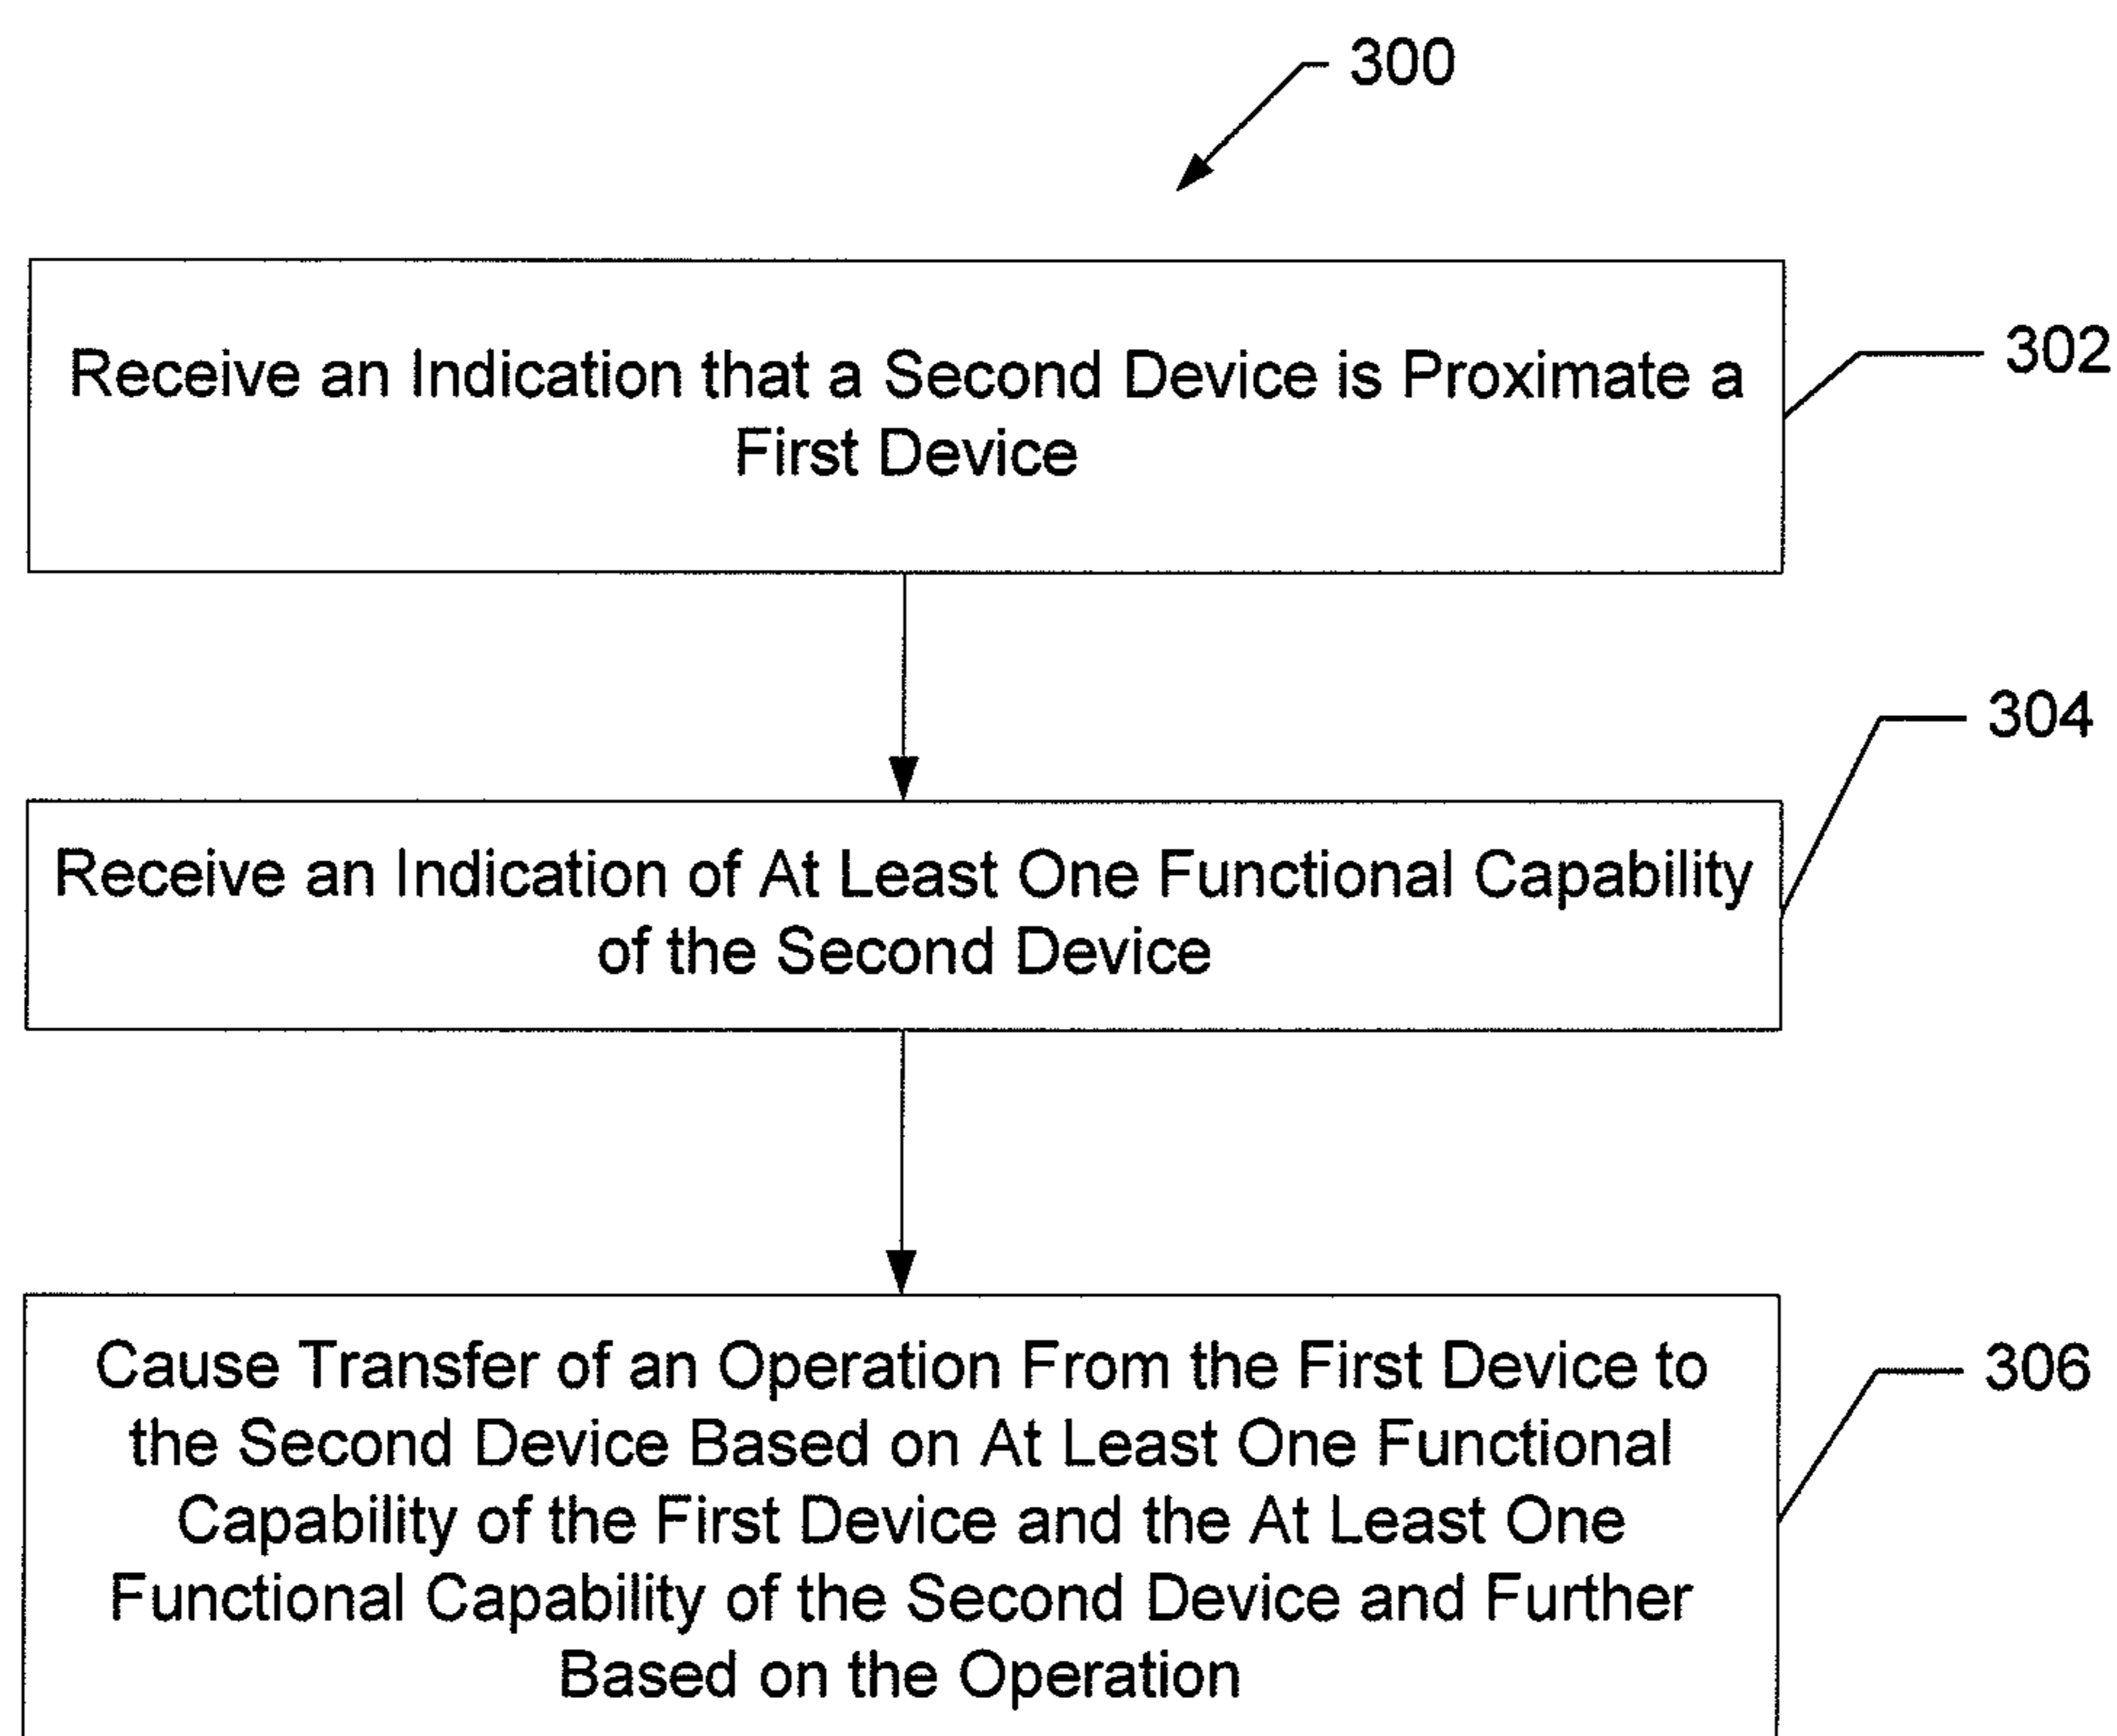 300
Receive an Indication that a Second Device is Proximate a
First Device
302
Receive an Indication of At Least One Functional Capability
of the Second Device
304
Cause Transfer of an Operation From the First Device to
the Second Device Based on At Least One Functional
Capability of the First Device and the At Least One
Functional Capability of the Second Device and Further
Based on the Operation
306